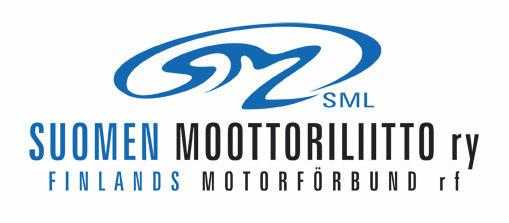 SML
SUOMEN MOOTTORILIITTO ry
FINLANDS MOTORFÖRBUND rf